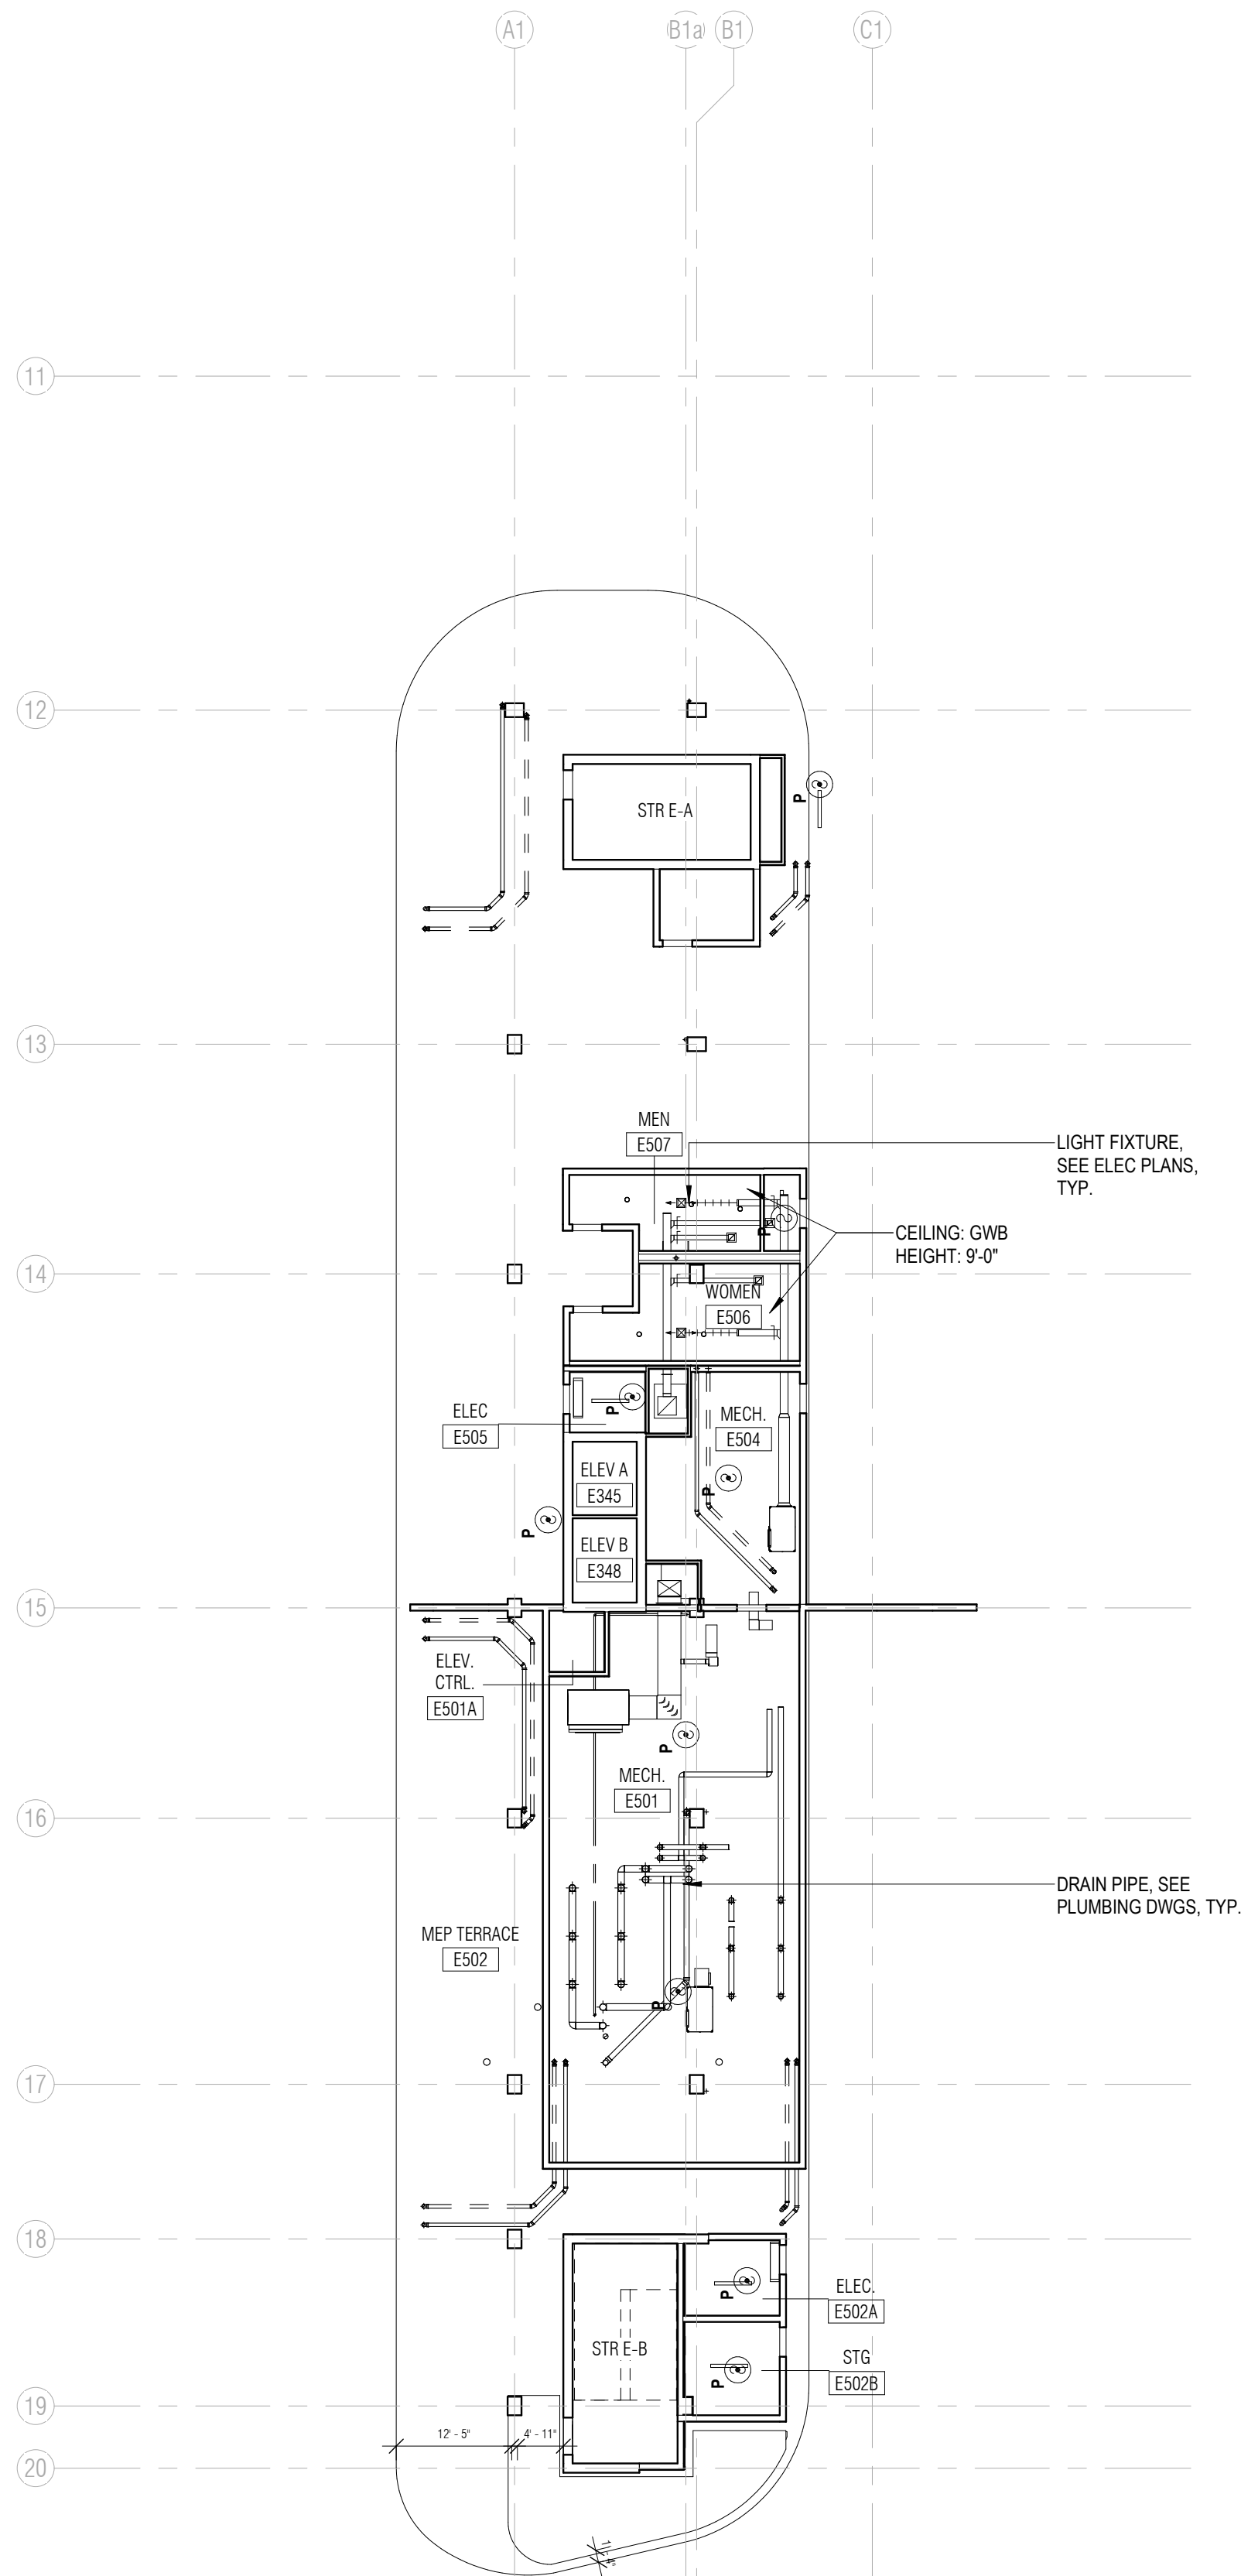 A1
B1a
B1
C1
11
12
STR E-A
P
13
MEN
E507
LIGHT FIXTURE,
SEE ELEC PLANS,
TYP.
P
CEILING: GWB
HEIGHT: 9'-0"
14
WOMEN
E506
ELEC
E505
P
MECH.
E504
ELEV A
E345
P
P
ELEV B
E348
15
ELEV.
CTRL.
E501A
P
MECH.
E501
16
DRAIN PIPE, SEE
PLUMBING DWGS, TYP.
MEP TERRACE
E502
P
17
18
ELEC.
E502A
P
STR E-B
STG
E502B
P
19
12' - 5"
4' - 11"
20